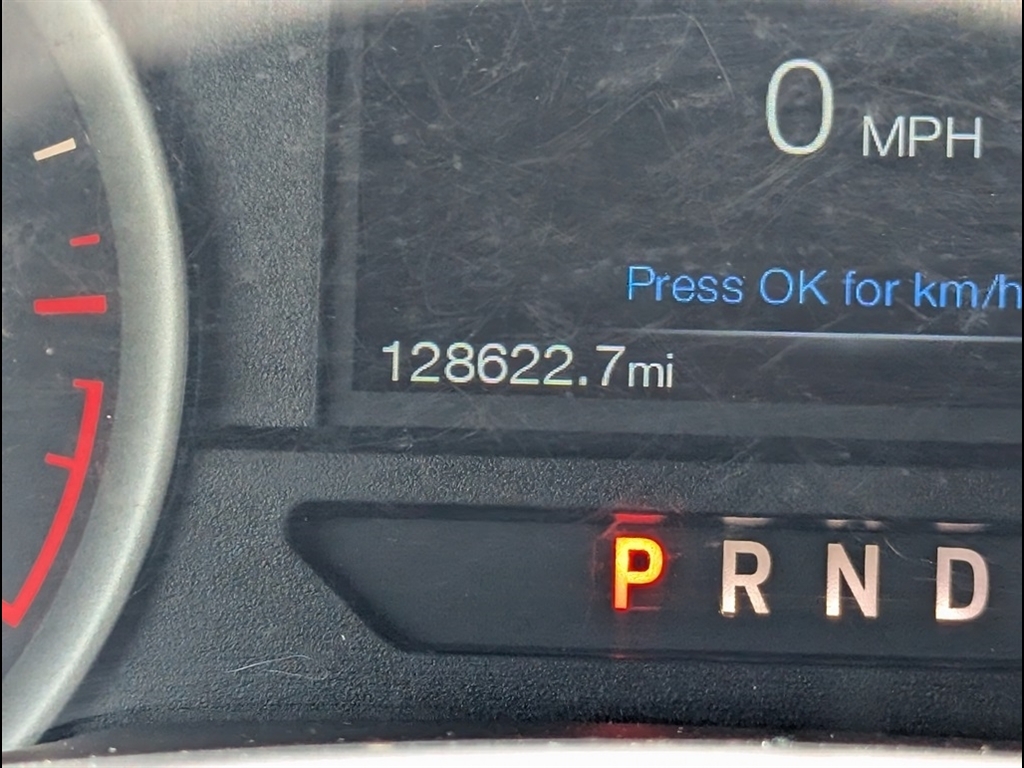 0 MPH
Press OK for km/h
128622.7mi
P R N D